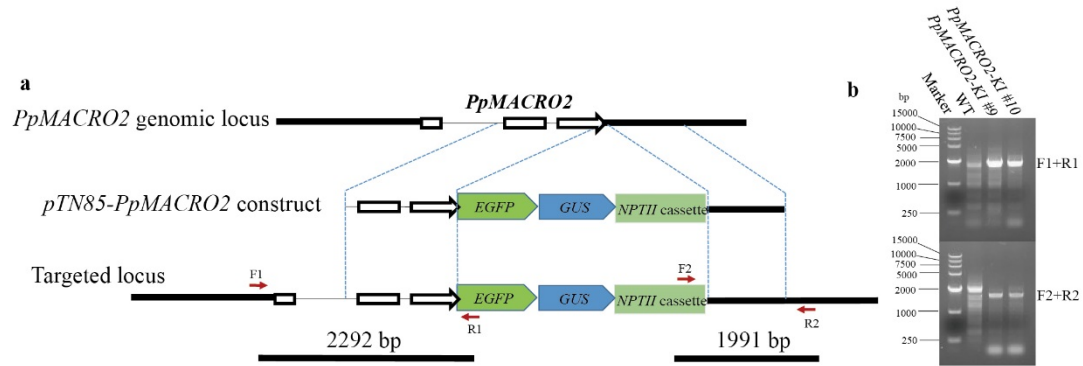 a
PpMACRO2
PpMACRO2 genomic locus
pTN85-PpMACRO2 construct
EGFP
GUS
NPTII cassette
Targeted locus
F1
F2
EGFP
GUS
NPTII cassette
R1
R2
2292 bp
1991 bp
b
bp
Marker
WT
PpMACRO2-KI #9
PpMACRO2-KI #10
15000
10000
7500
5000
2000
1000
250
F1+R1
15000
10000
7500
5000
2000
1000
250
F2+R2